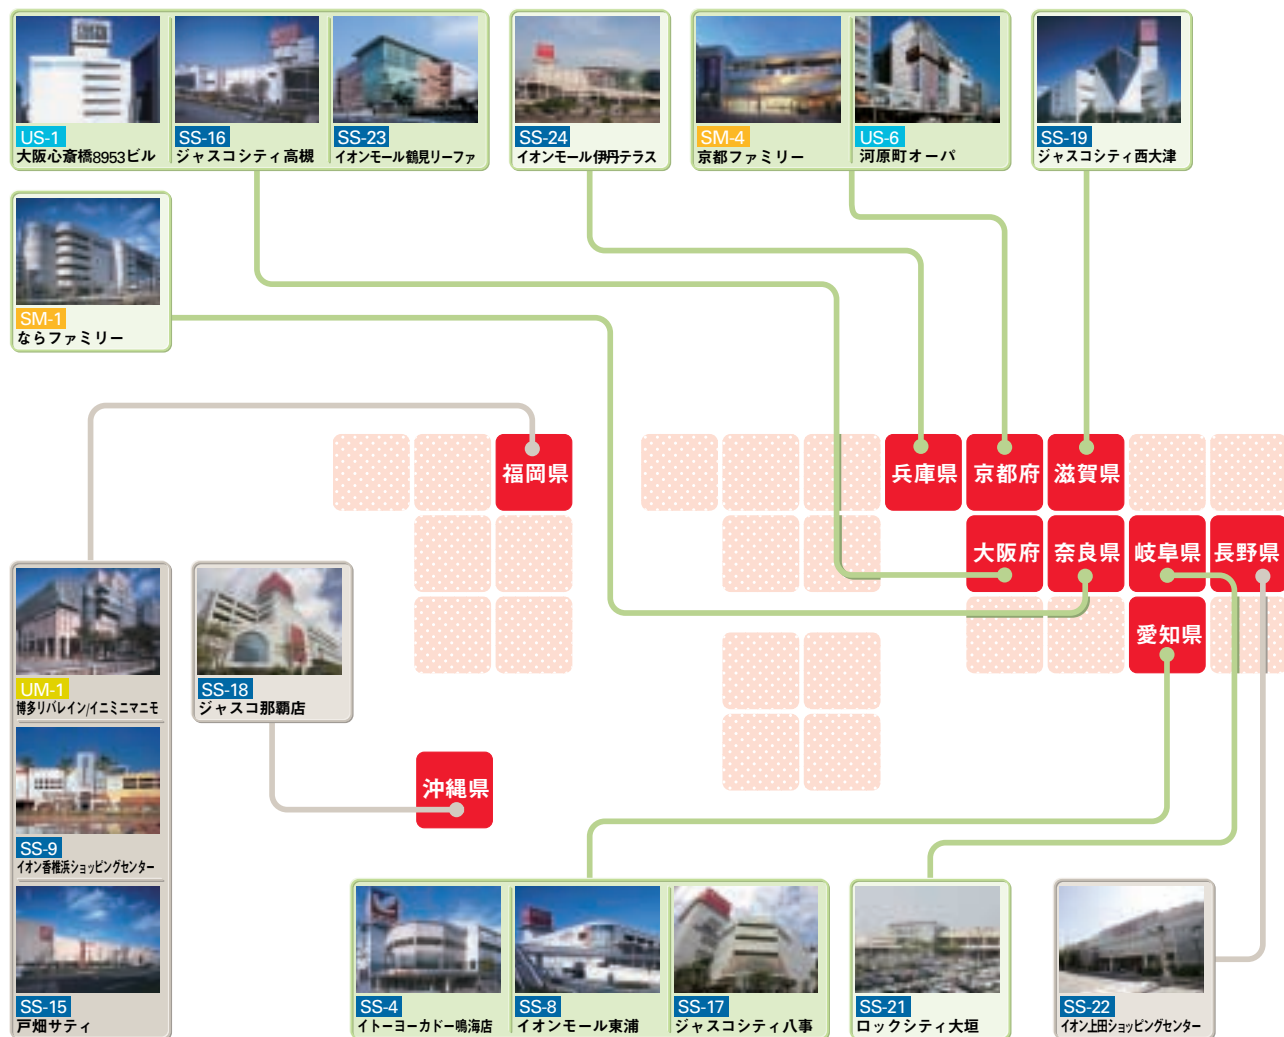 US-1
大阪心斎橋8953ビル
SS-16
ジャスコシティ高槻
SS-23
イオンモール鶴見リーファ
SS-24
イオンモール伊丹テラス
SM-4
京都ファミリー
US-6
河原町オーパ
SS-19
ジャスコシティ西大津
SM-1
ならファミリー
福岡県
兵庫県
京都府
滋賀県
大阪府
奈良県
岐阜県
長野県
愛知県
沖縄県
UM-1
博多リバレイン/イニミニマニモ
SS-9
イオン香椎浜ショッピングセンター
SS-15
戸畑サティ
SS-18
ジャスコ那覇店
SS-4
イトーヨーカドー鳴海店
SS-8
イオンモール東浦
SS-17
ジャスコシティ八事
SS-21
ロックシティ大垣
SS-22
イオン上田ショッピングセンター